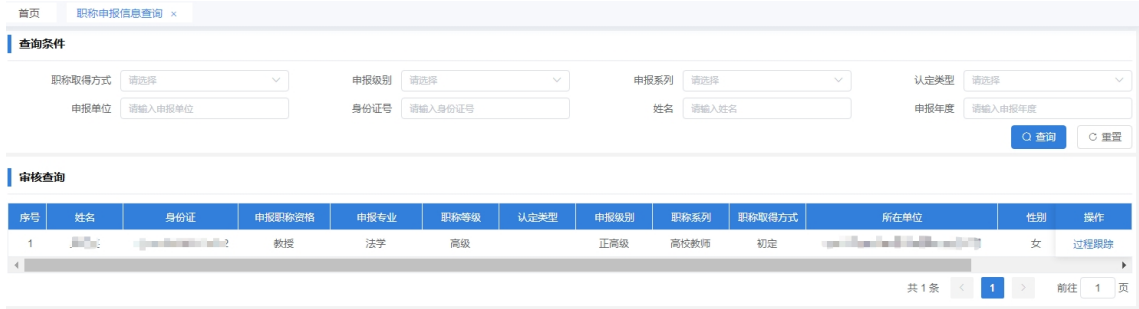 首页 职称申报信息查询 ×
查询条件
职称取得方式 请选择 申报级别 请选择 申报系列 请选择 认定类型 请选择
申报单位 请输入申报单位 身份证号 请输入身份证号 姓名 请输入姓名 申报年度 请输入申报年度
查询 重置
审核查询
序号 姓名 身份证 申报职称资格 申报专业 职称等级 认定类型 申报级别 职称系列 职称取得方式 所在单位 性别 操作
1 教授 法学 高级 正高级 高校教师 初定 女 过程跟踪
共 1 条 < 1 > 前往 1 页